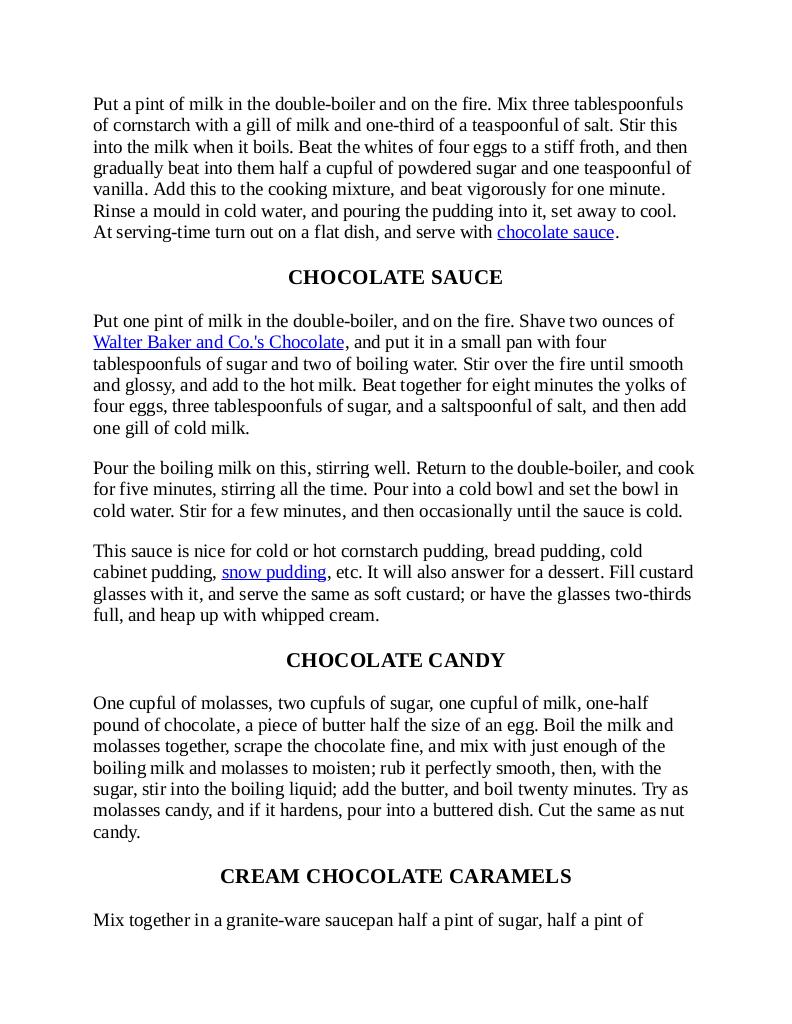 Put a pint of milk in the double-boiler and on the fire. Mix three tablespoonfuls
of cornstarch with a gill of milk and one-third of a teaspoonful of salt. Stir this
into the milk when it boils. Beat the whites of four eggs to a stiff froth, and then
gradually beat into them half a cupful of powdered sugar and one teaspoonful of
vanilla. Add this to the cooking mixture, and beat vigorously for one minute.
Rinse a mould in cold water, and pouring the pudding into it, set away to cool.
At serving-time turn out on a flat dish, and serve with chocolate sauce.
CHOCOLATE SAUCE
Put one pint of milk in the double-boiler, and on the fire. Shave two ounces of
Walter Baker and Co.'s Chocolate, and put it in a small pan with four
tablespoonfuls of sugar and two of boiling water. Stir over the fire until smooth
and glossy, and add to the hot milk. Beat together for eight minutes the yolks of
four eggs, three tablespoonfuls of sugar, and a saltspoonful of salt, and then add
one gill of cold milk.
Pour the boiling milk on this, stirring well. Return to the double-boiler, and cook
for five minutes, stirring all the time. Pour into a cold bowl and set the bowl in
cold water. Stir for a few minutes, and then occasionally until the sauce is cold.
This sauce is nice for cold or hot cornstarch pudding, bread pudding, cold
cabinet pudding, snow pudding, etc. It will also answer for a dessert. Fill custard
glasses with it, and serve the same as soft custard; or have the glasses two-thirds
full, and heap up with whipped cream.
CHOCOLATE CANDY
One cupful of molasses, two cupfuls of sugar, one cupful of milk, one-half
pound of chocolate, a piece of butter half the size of an egg. Boil the milk and
molasses together, scrape the chocolate fine, and mix with just enough of the
boiling milk and molasses to moisten; rub it perfectly smooth, then, with the
sugar, stir into the boiling liquid; add the butter, and boil twenty minutes. Try as
molasses candy, and if it hardens, pour into a buttered dish. Cut the same as nut
candy.
CREAM CHOCOLATE CARAMELS
Mix together in a granite-ware saucepan half a pint of sugar, half a pint of